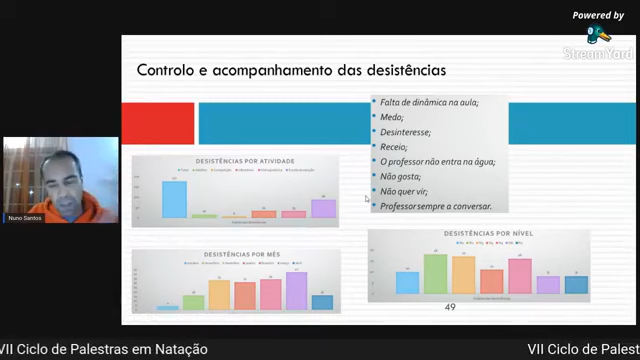 Powered by
StreamYard
Controlo e acompanhamento das desistências
Falta de dinâmica na aula;
Medo;
Desinteresse;
Receio;
O professor não entra na água;
Não gosta;
Não quer vir;
Professor sempre a conversar.
DESISTÊNCIAS POR ATIVIDADE
DESISTÊNCIAS POR MÊS
DESISTÊNCIAS POR NÍVEL
49
Nuno Santos
VII Ciclo de Palestras em Natação
VII Ciclo de Palest